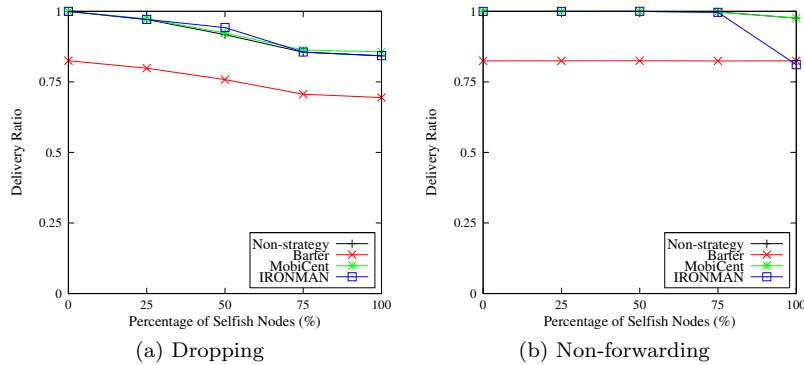 1
0.75
0.5
0.25
0
0 25 50 75 100
Delivery Ratio
Percentage of Selfish Nodes (%)
Non-strategy
Barter
MobiCent
IRONMAN
(a) Dropping
1
0.75
0.5
0.25
0
0 25 50 75 100
Delivery Ratio
Percentage of Selfish Nodes (%)
Non-strategy
Barter
MobiCent
IRONMAN
(b) Non-forwarding